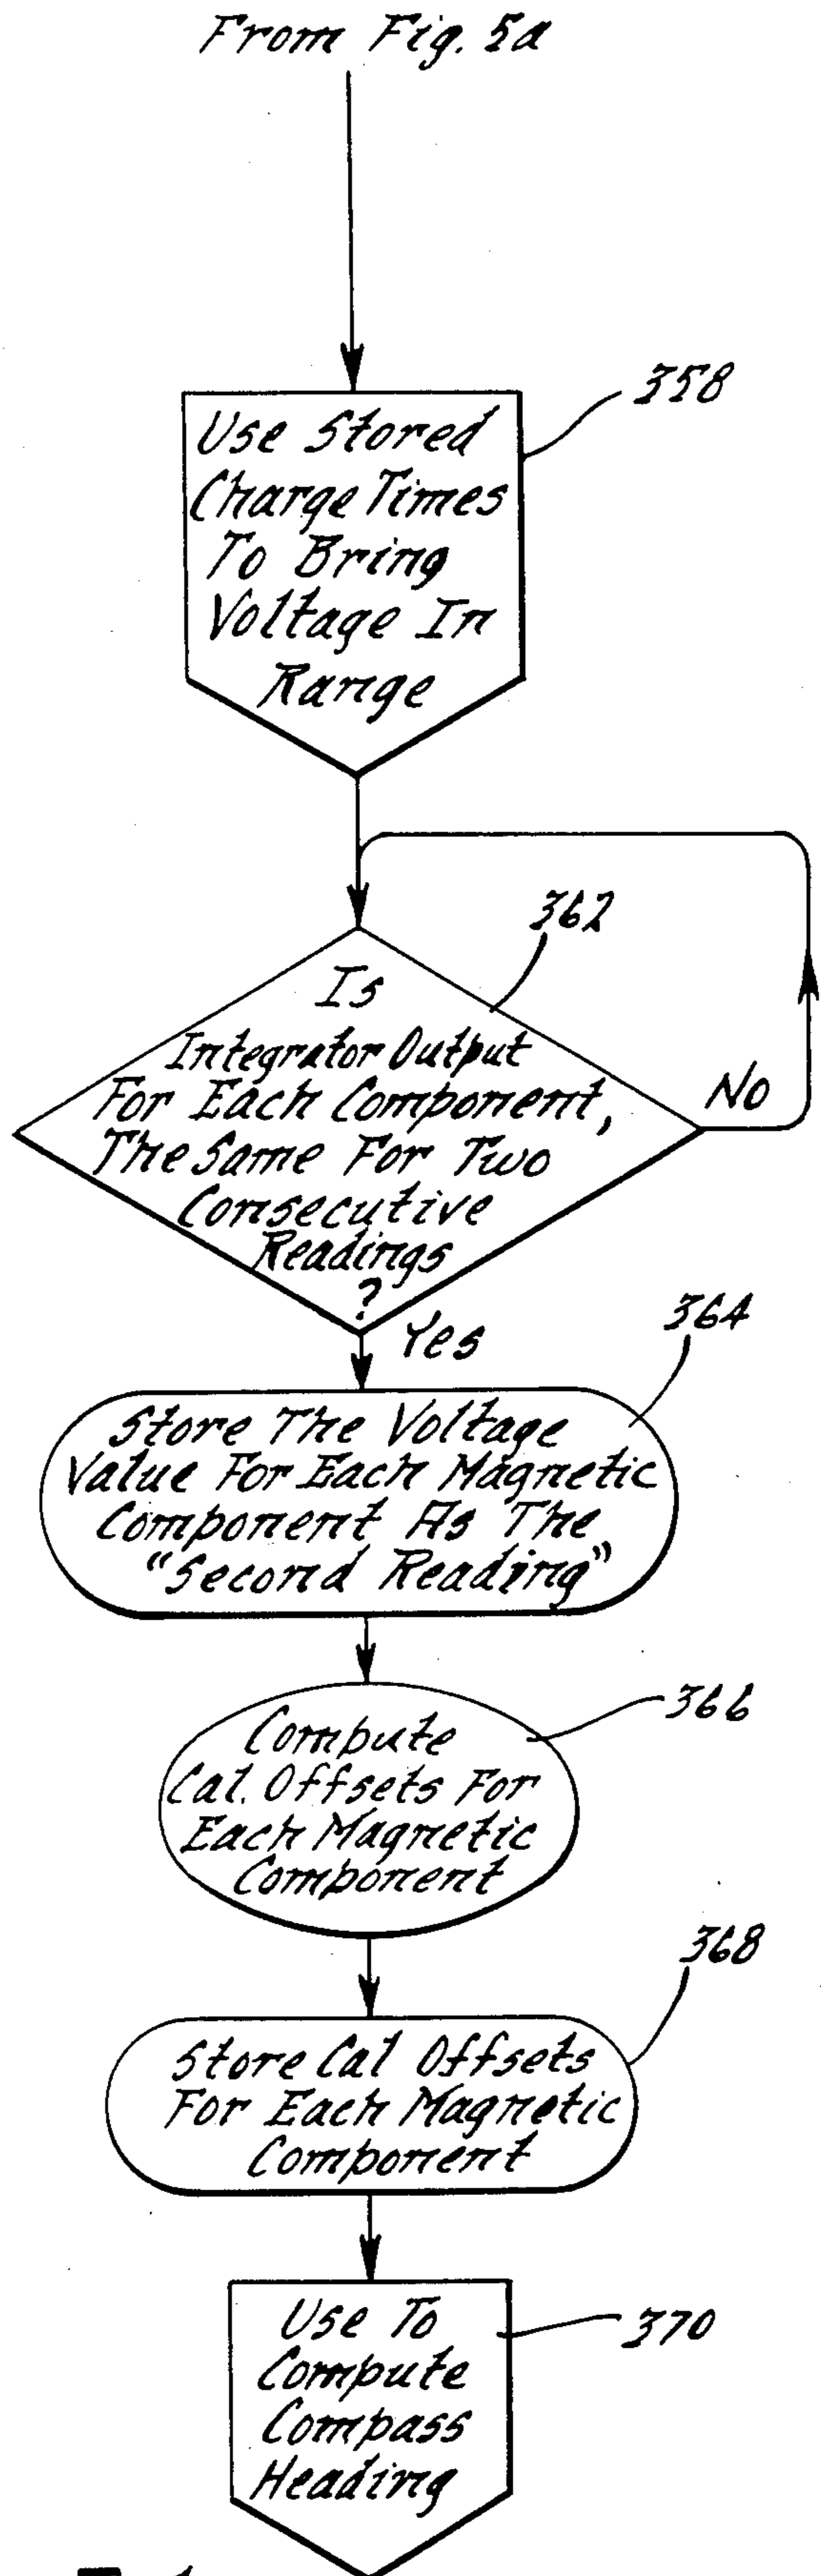 From Fig. 5a
358
Use Stored
Charge Times
To Bring
Voltage In
Range
362
Is
Integrator Output
For Each Component,
The Same For Two
Consecutive
Readings
?
No
Yes
364
Store The Voltage
Value For Each Magnetic
Component As The
"Second Reading"
366
Compute
Cal. Offsets For
Each Magnetic
Component
368
Store Cal Offsets
For Each Magnetic
Component
370
Use To
Compute
Compass
Heading